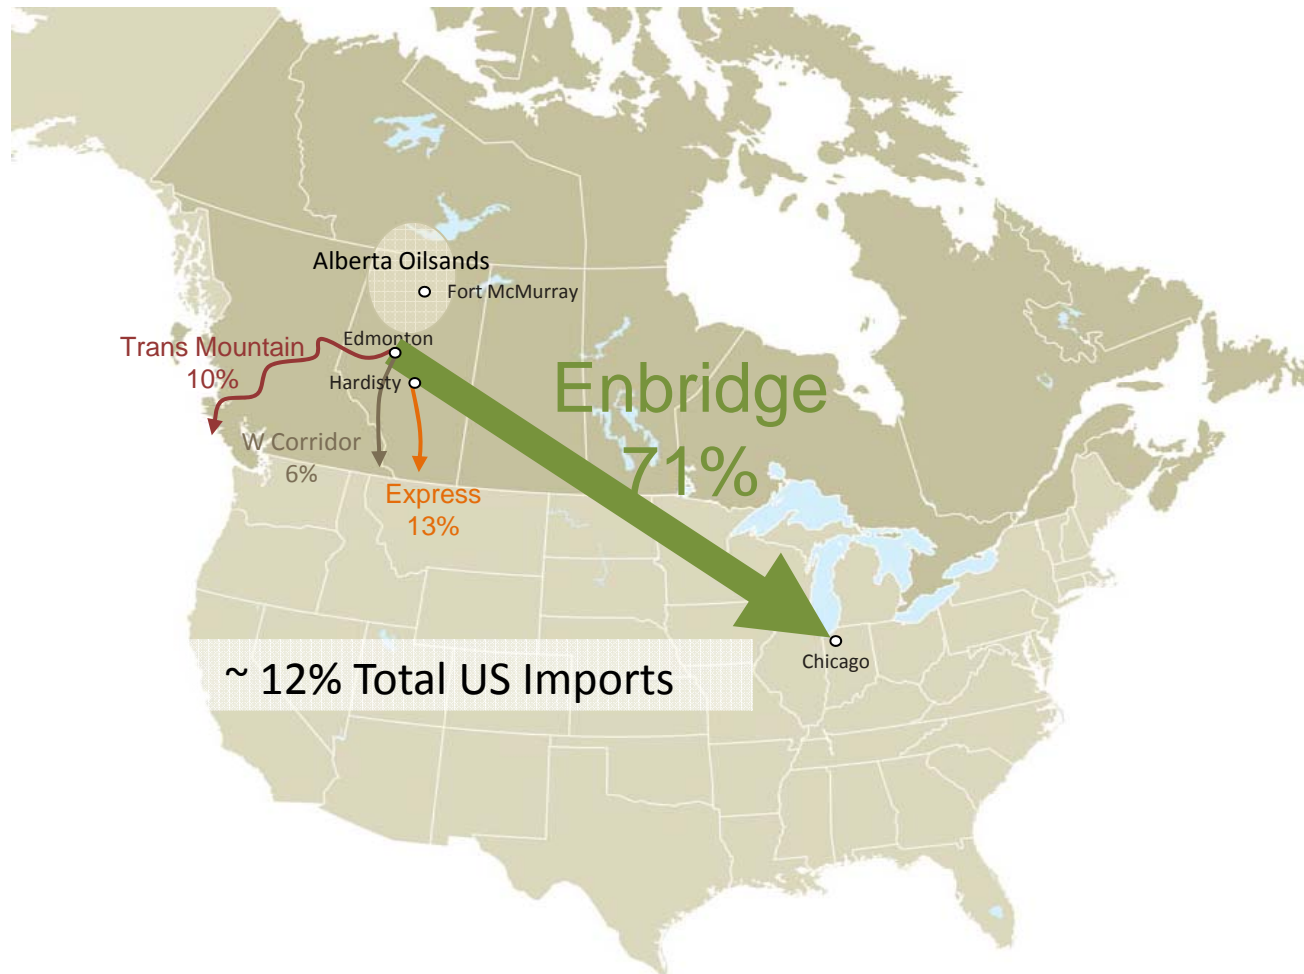 Alberta Oilsands
Fort McMurray
Edmonton
Trans Mountain
10%
Hardisty
Enbridge
71%
W Corridor
6%
Express
13%
Chicago
~ 12% Total US Imports